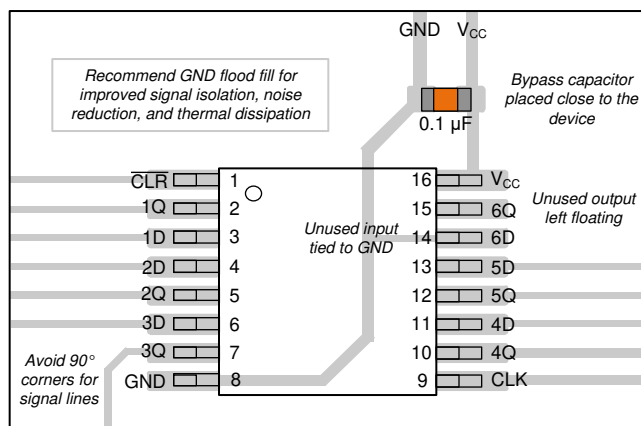 GND VCC
Recommend GND flood fill for
improved signal isolation, noise
reduction, and thermal dissipation
Bypass capacitor
placed close to the
device
0.1 μF
CLR 1 16 VCC
1Q 2 15 6Q
Unused output
left floating
1D 3 14 6D
Unused input
tied to GND
2D 4 13 5D
2Q 5 12 5Q
3D 6 11 4D
3Q 7 10 4Q
GND 8 9 CLK
Avoid 90°
corners for
signal lines